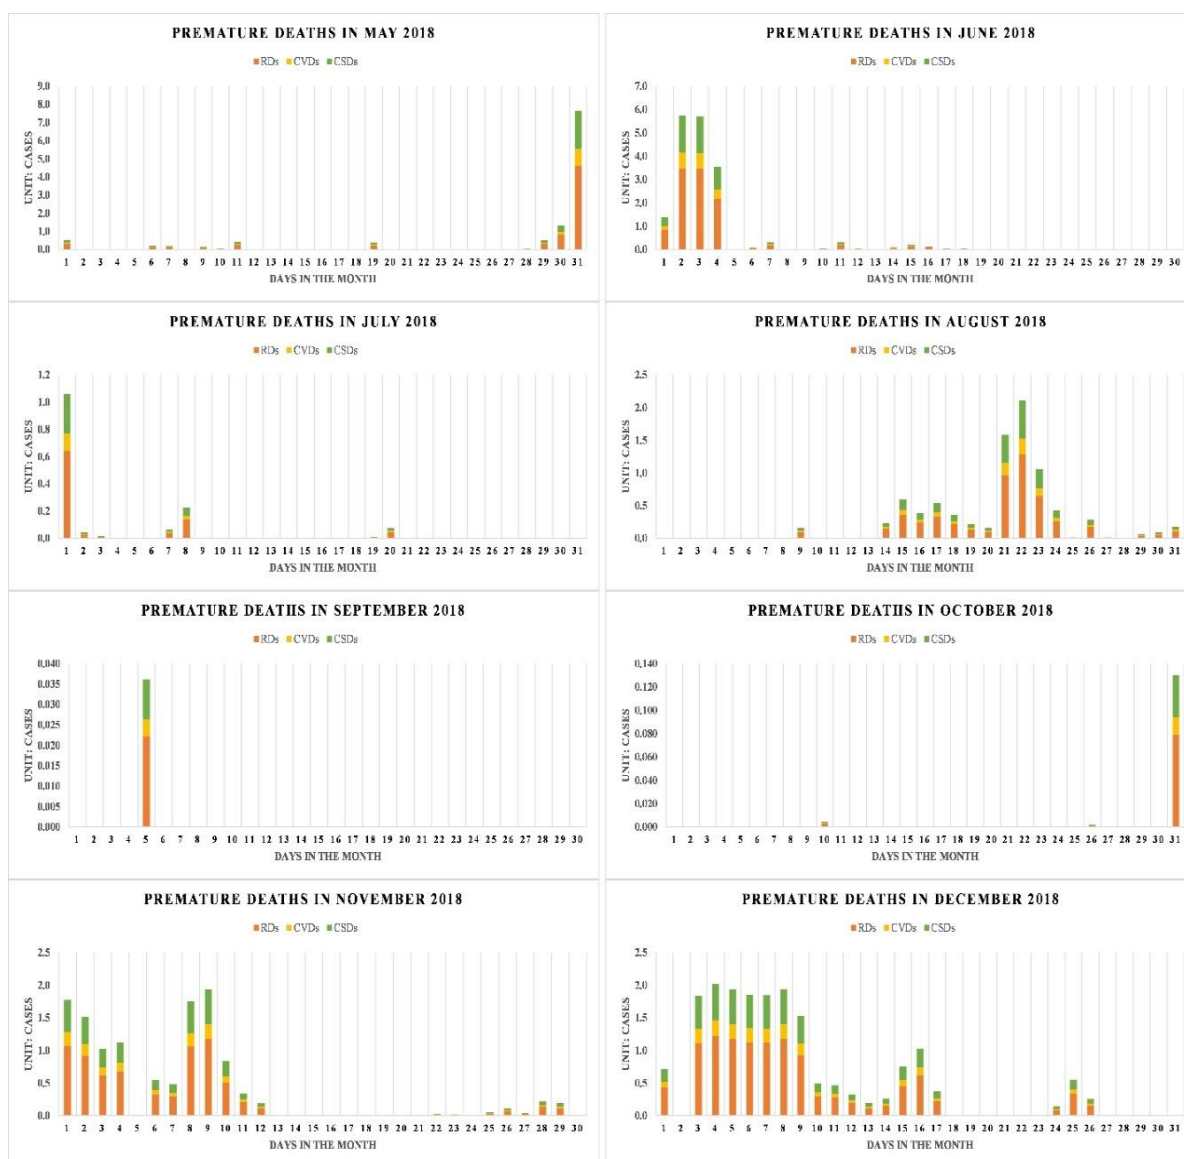 PREMATURE DEATHS IN MAY 2018
RDs CVDs CSDs
9.0
8.0
7.0
6.0
5.0
4.0
3.0
2.0
1.0
0.0
UNIT: CASES
1 2 3 4 5 6 7 8 9 10 11 12 13 14 15 16 17 18 19 20 21 22 23 24 25 26 27 28 29 30 31
DAYS IN THE MONTH
PREMATURE DEATHS IN JUNE 2018
RDs CVDs CSDs
7.0
6.0
5.0
4.0
3.0
2.0
1.0
0.0
UNIT: CASES
1 2 3 4 5 6 7 8 9 10 11 12 13 14 15 16 17 18 19 20 21 22 23 24 25 26 27 28 29 30
DAYS IN THE MONTH
PREMATURE DEATHS IN JULY 2018
RDs CVDs CSDs
1.2
1.0
0.8
0.6
0.4
0.2
0.0
UNIT: CASES
1 2 3 4 5 6 7 8 9 10 11 12 13 14 15 16 17 18 19 20 21 22 23 24 25 26 27 28 29 30 31
DAYS IN THE MONTH
PREMATURE DEATHS IN AUGUST 2018
RDs CVDs CSDs
2.5
2.0
1.5
1.0
0.5
0.0
UNIT: CASES
1 2 3 4 5 6 7 8 9 10 11 12 13 14 15 16 17 18 19 20 21 22 23 24 25 26 27 28 29 30 31
DAYS IN THE MONTH
PREMATURE DEATHS IN SEPTEMBER 2018
RDs CVDs CSDs
0.040
0.035
0.030
0.025
0.020
0.015
0.010
0.005
0.000
UNIT: CASES
1 2 3 4 5 6 7 8 9 10 11 12 13 14 15 16 17 18 19 20 21 22 23 24 25 26 27 28 29 30
DAYS IN THE MONTH
PREMATURE DEATHS IN OCTOBER 2018
RDs CVDs CSDs
0.140
0.120
0.100
0.080
0.060
0.040
0.020
0.000
UNIT: CASES
1 2 3 4 5 6 7 8 9 10 11 12 13 14 15 16 17 18 19 20 21 22 23 24 25 26 27 28 29 30 31
DAYS IN THE MONTH
PREMATURE DEATHS IN NOVEMBER 2018
RDs CVDs CSDs
2.5
2.0
1.5
1.0
0.5
0.0
UNIT: CASES
1 2 3 4 5 6 7 8 9 10 11 12 13 14 15 16 17 18 19 20 21 22 23 24 25 26 27 28 29 30
DAYS IN THE MONTH
PREMATURE DEATHS IN DECEMBER 2018
RDs CVDs CSDs
2.5
2.0
1.5
1.0
0.5
0.0
UNIT: CASES
1 2 3 4 5 6 7 8 9 10 11 12 13 14 15 16 17 18 19 20 21 22 23 24 25 26 27 28 29 30 31
DAYS IN THE MONTH